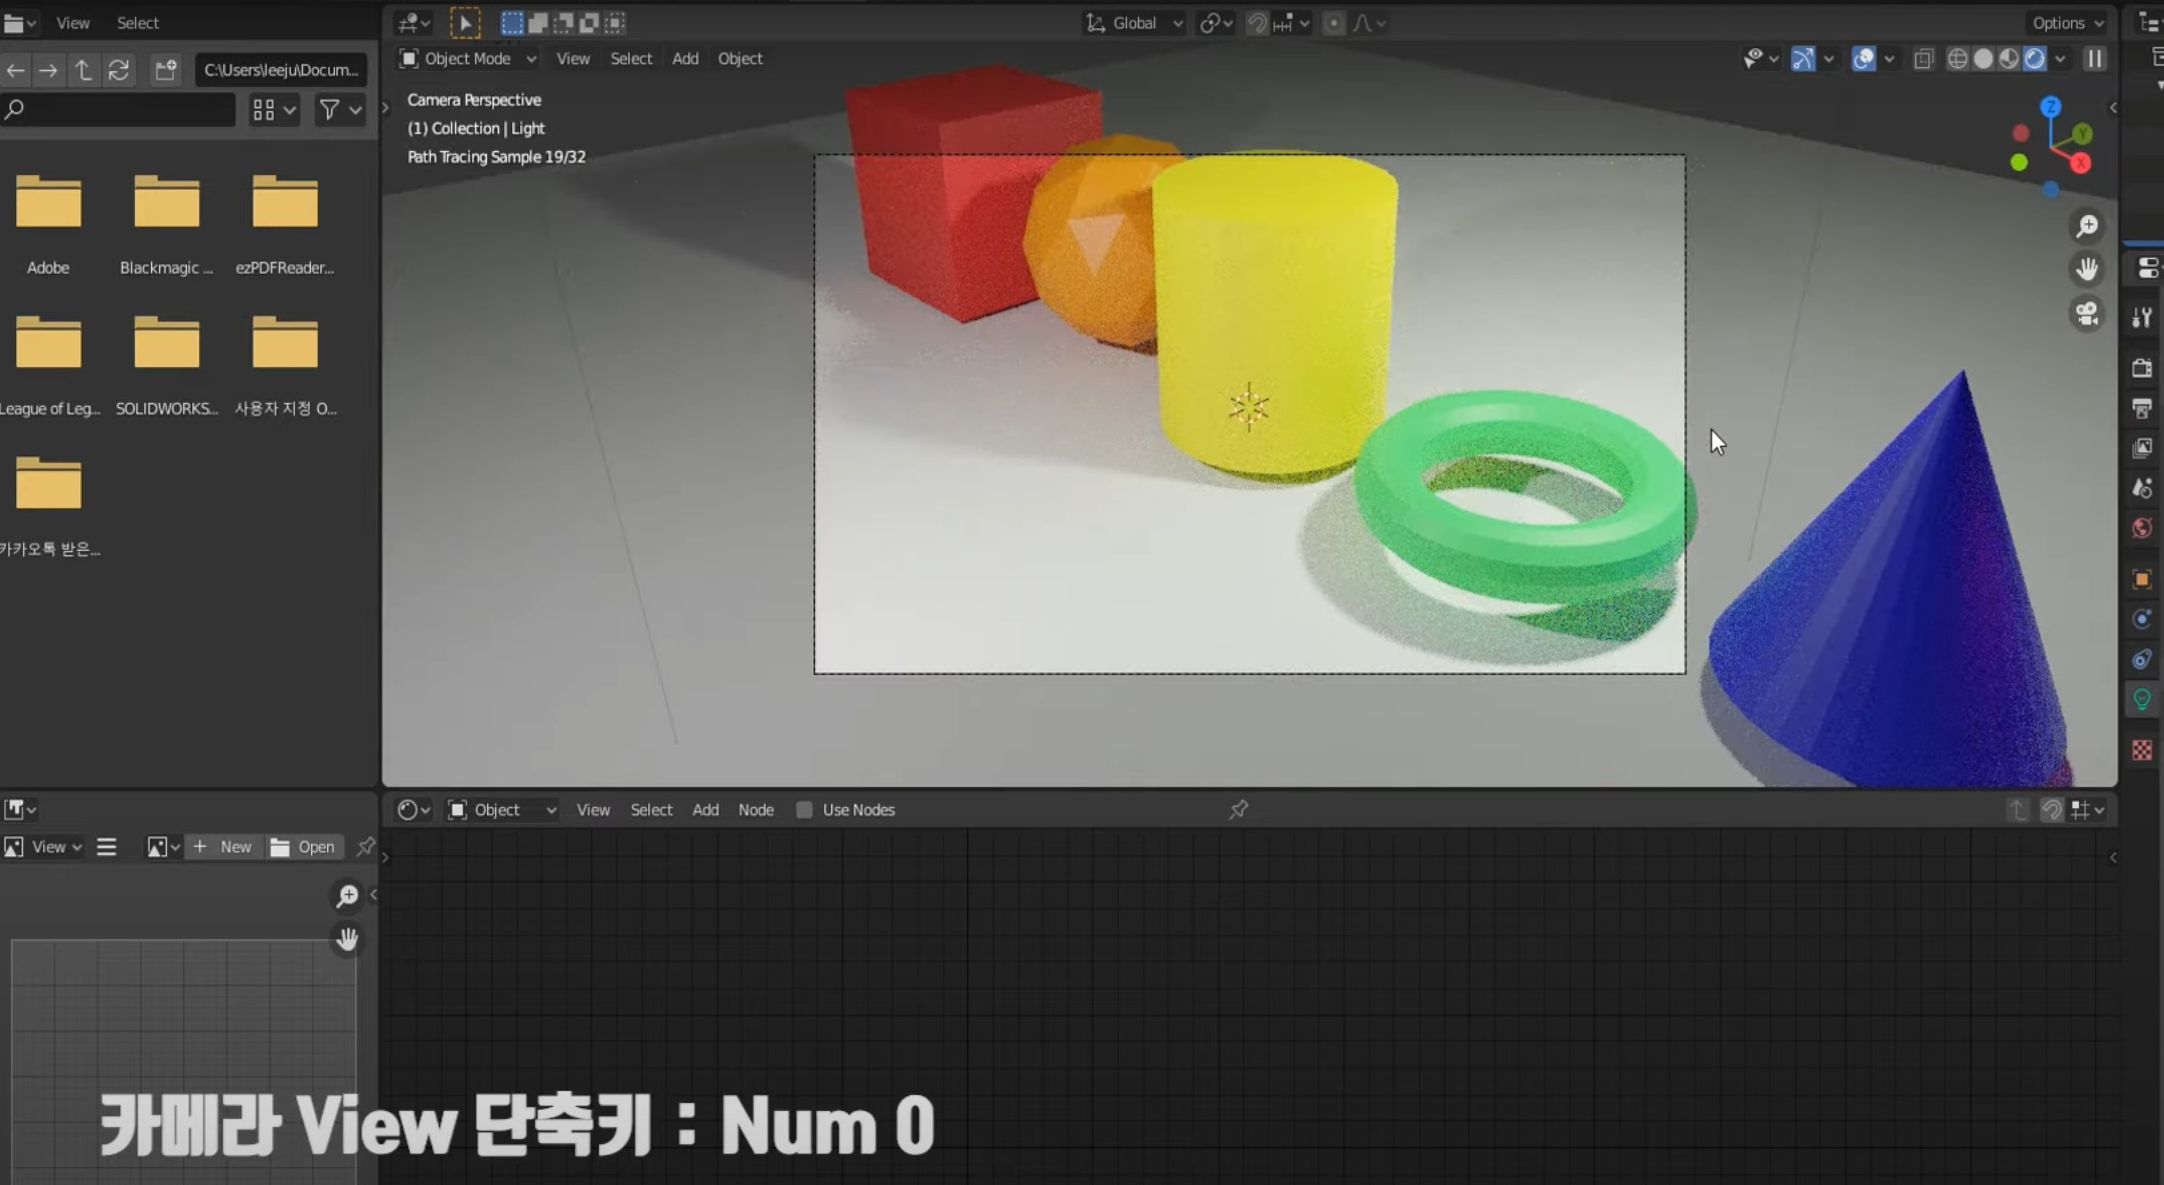 View Select
C:\Users\leeju\Docum...
Adobe
Blackmagic ...
ezPDFReader...
League of Leg...
SOLIDWORKS...
사용자 지정 O...
카카오톡 받은...
Global
Options
Object Mode View Select Add Object
Camera Perspective
(1) Collection | Light
Path Tracing Sample 19/32
Z
Y
X
Object View Select Add Node Use Nodes
View New Open
카메라 View 단축키 : Num 0